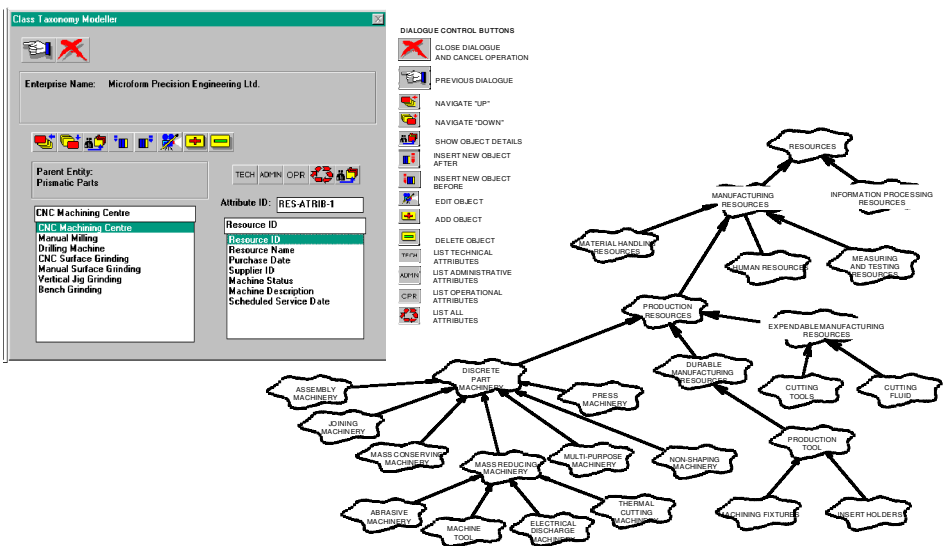 Class Taxonomy Modeller
Enterprise Name: Microform Precision Engineering Ltd.
Parent Entity:
Prismatic Parts
TECH ADMIN OPR
Attribute ID: RES-ATRIB-1
CNC Machining Centre
CNC Machining Centre
Manual Milling
Drilling Machine
CNC Surface Grinding
Manual Surface Grinding
Vertical Jig Grinding
Bench Grinding
Resource ID
Resource ID
Resource Name
Purchase Date
Supplier ID
Machine Status
Machine Description
Scheduled Service Date
DIALOGUE CONTROL BUTTONS
CLOSE DIALOGUE
AND CANCEL OPERATION
PREVIOUS DIALOGUE
NAVIGATE "UP"
NAVIGATE "DOWN"
SHOW OBJECT DETAILS
INSERT NEW OBJECT
AFTER
INSERT NEW OBJECT
BEFORE
EDIT OBJECT
ADD OBJECT
DELETE OBJECT
TECH
LIST TECHNICAL
ATTRIBUTES
ADMIN
LIST ADMINISTRATIVE
ATTRIBUTES
OPR
LIST OPERATIONAL
ATTRIBUTES
LIST ALL
ATTRIBUTES
RESOURCES
MANUFACTURING
RESOURCES
INFORMATION PROCESSING
RESOURCES
MATERIAL HANDLING
RESOURCES
HUMAN RESOURCES
MEASURING
AND TESTING
RESOURCES
PRODUCTION
RESOURCES
EXPENDABLE MANUFACTURING
RESOURCES
DISCRETE
PART
MACHINERY
DURABLE
MANUFACTURING
RESOURCES
CUTTING
TOOLS
CUTTING
FLUID
ASSEMBLY
MACHINERY
PRESS
MACHINERY
JOINING
MACHINERY
PRODUCTION
TOOL
MASS CONSERVING
MACHINERY
MASS REDUCING
MACHINERY
MULTI-PURPOSE
MACHINERY
NON-SHAPING
MACHINERY
ABRASIVE
MACHINERY
MACHINE
TOOL
ELECTRICAL
DISCHARGE
MACHINERY
THERMAL
CUTTING
MACHINERY
MACHINING FIXTURES
INSERT HOLDERS